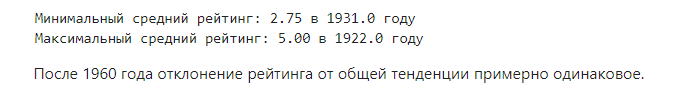 Минимальный средний рейтинг: 2.75 в 1931.0 году
Максимальный средний рейтинг: 5.00 в 1922.0 году
После 1960 года отклонение рейтинга от общей тенденции примерно одинаковое.